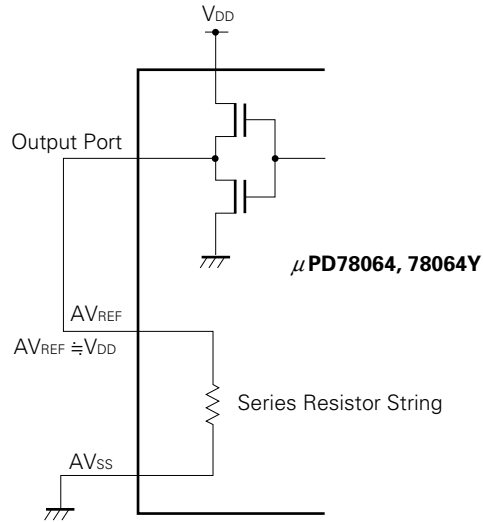 VDD
Output Port
μPD78064, 78064Y
AVREF
AVREF ≒VDD
Series Resistor String
AVSS